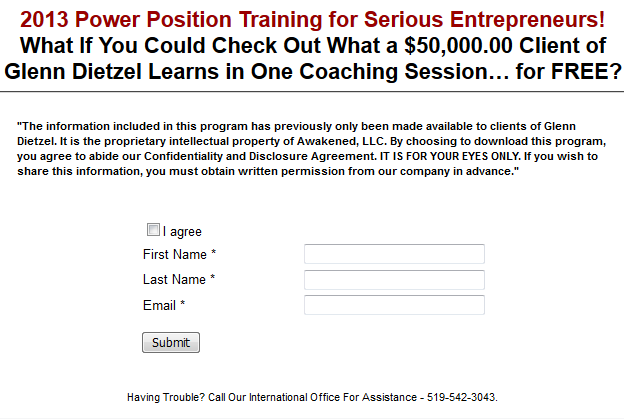 2013 Power Position Training for Serious Entrepreneurs!
What If You Could Check Out What a $50,000.00 Client of
Glenn Dietzel Learns in One Coaching Session… for FREE?
"The information included in this program has previously only been made available to clients of Glenn
Dietzel. It is the proprietary intellectual property of Awakened, LLC. By choosing to download this program,
you agree to abide our Confidentiality and Disclosure Agreement. IT IS FOR YOUR EYES ONLY. If you wish to
share this information, you must obtain written permission from our company in advance."
I agree
First Name *
Last Name *
Email *
Submit
Having Trouble? Call Our International Office For Assistance - 519-542-3043.